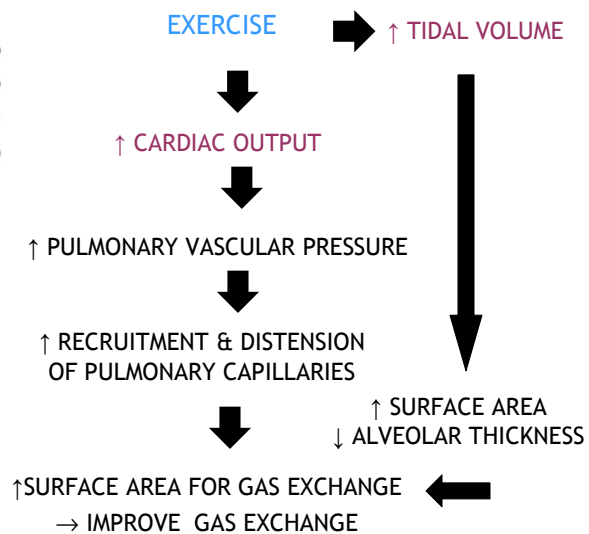 EXERCISE
↑ TIDAL VOLUME
↑ CARDIAC OUTPUT
↑ PULMONARY VASCULAR PRESSURE
↑ RECRUITMENT & DISTENSION
OF PULMONARY CAPILLARIES
↑ SURFACE AREA
↓ ALVEOLAR THICKNESS
↑SURFACE AREA FOR GAS EXCHANGE
→ IMPROVE GAS EXCHANGE